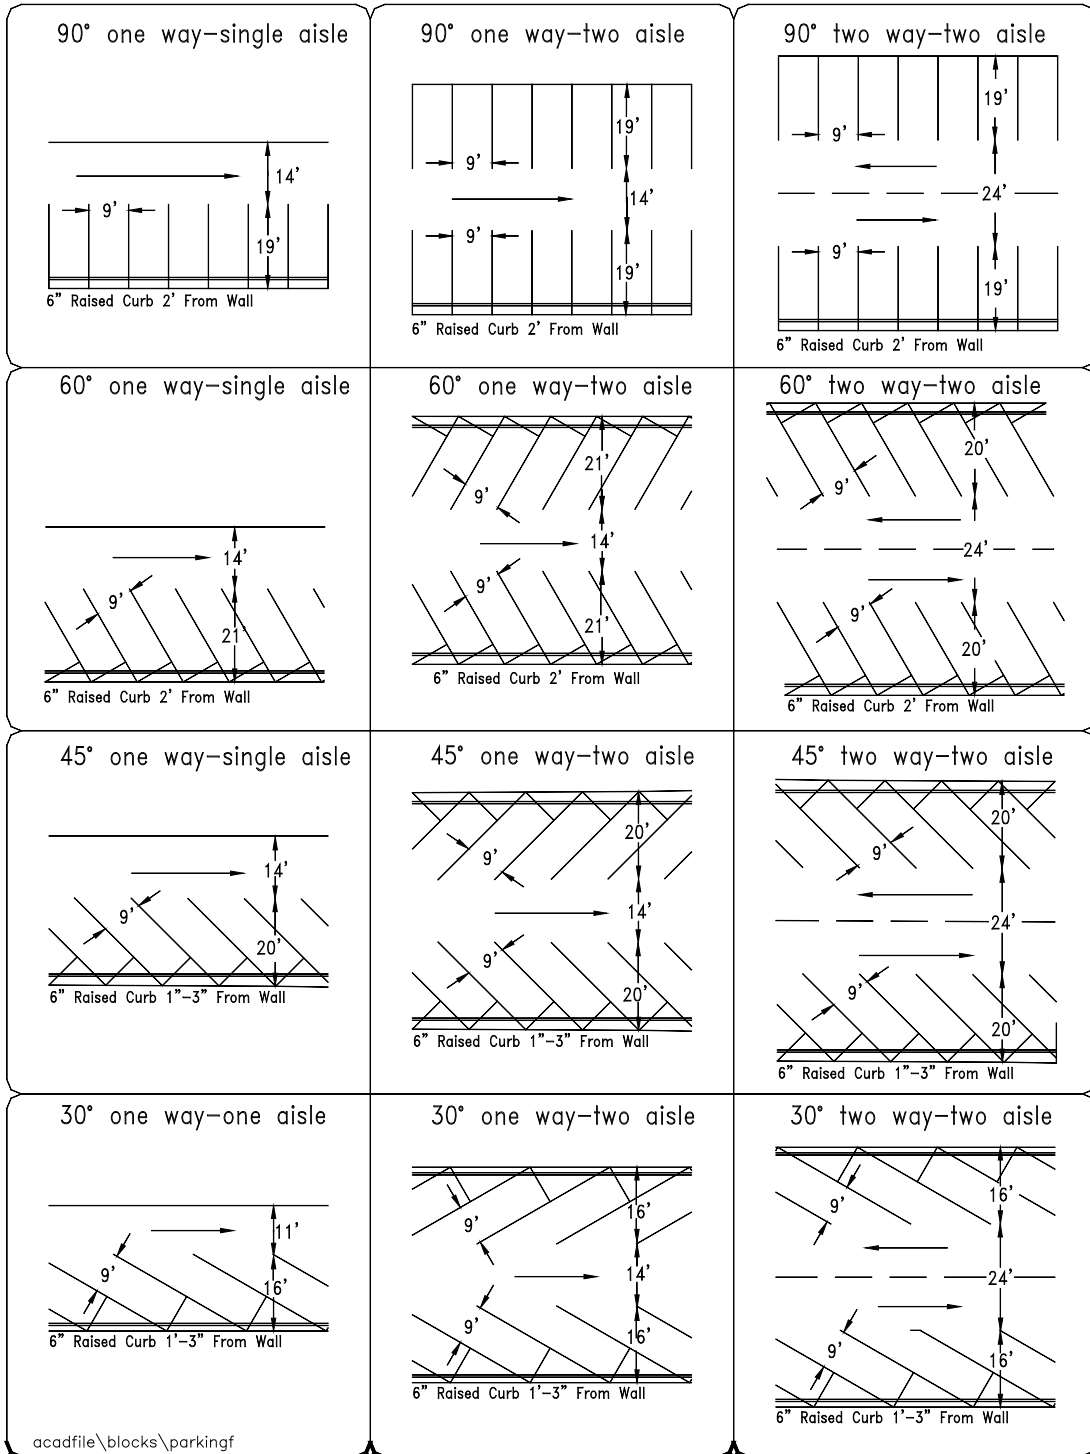 90° one way-single aisle
14'
9'
19'
6" Raised Curb 2' From Wall
90° one way-two aisle
19'
9'
14'
9'
19'
6" Raised Curb 2' From Wall
90° two way-two aisle
19'
9'
24'
9'
19'
6" Raised Curb 2' From Wall
60° one way-single aisle
14'
9'
21'
6" Raised Curb 2' From Wall
60° one way-two aisle
21'
9'
14'
9'
21'
6" Raised Curb 2' From Wall
60° two way-two aisle
20'
9'
24'
9'
20'
6" Raised Curb 2' From Wall
45° one way-single aisle
14'
9'
20'
6" Raised Curb 1"-3" From Wall
45° one way-two aisle
20'
9'
14'
9'
20'
6" Raised Curb 1"-3" From Wall
45° two way-two aisle
20'
9'
24'
9'
20'
6" Raised Curb 1"-3" From Wall
30° one way-one aisle
11'
9'
16'
6" Raised Curb 1'-3" From Wall
30° one way-two aisle
16'
9'
14'
9'
16'
6" Raised Curb 1'-3" From Wall
30° two way-two aisle
16'
9'
24'
9'
16'
6" Raised Curb 1'-3" From Wall
acadfile\blocks\parkingf